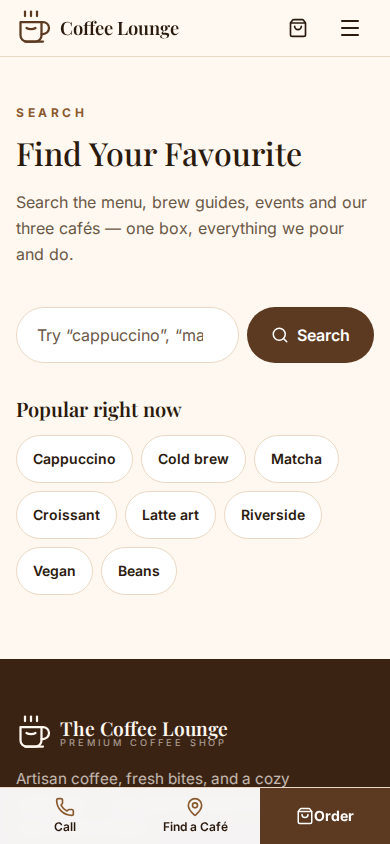 Coffee Lounge
SEARCH
Find Your Favourite
Search the menu, brew guides, events and our
three cafés — one box, everything we pour
and do.
Try “cappuccino”, “ma
Search
Popular right now
Cappuccino
Cold brew
Matcha
Croissant
Latte art
Riverside
Vegan
Beans
The Coffee Lounge
PREMIUM COFFEE SHOP
Artisan coffee, fresh bites, and a cozy
Call
Find a Café
Order